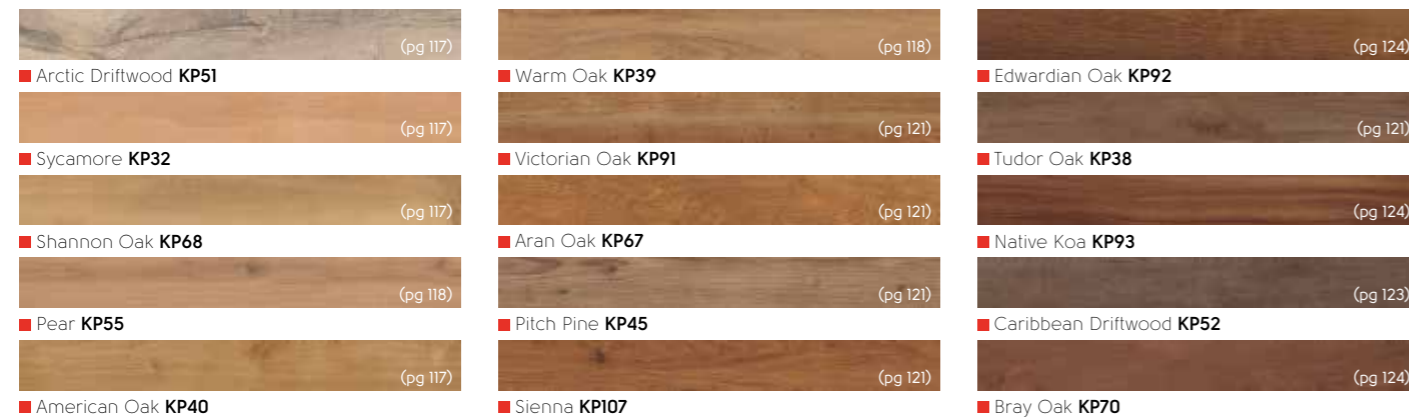 (pg 117)
Arctic Driftwood KP51
(pg 117)
Sycamore KP32
(pg 117)
Shannon Oak KP68
(pg 118)
Pear KP55
(pg 117)
American Oak KP40
(pg 118)
Warm Oak KP39
(pg 121)
Victorian Oak KP91
(pg 121)
Aran Oak KP67
(pg 121)
Pitch Pine KP45
(pg 121)
Sienna KP107
(pg 124)
Edwardian Oak KP92
(pg 121)
Tudor Oak KP38
(pg 124)
Native Koa KP93
(pg 123)
Caribbean Driftwood KP52
(pg 124)
Bray Oak KP70